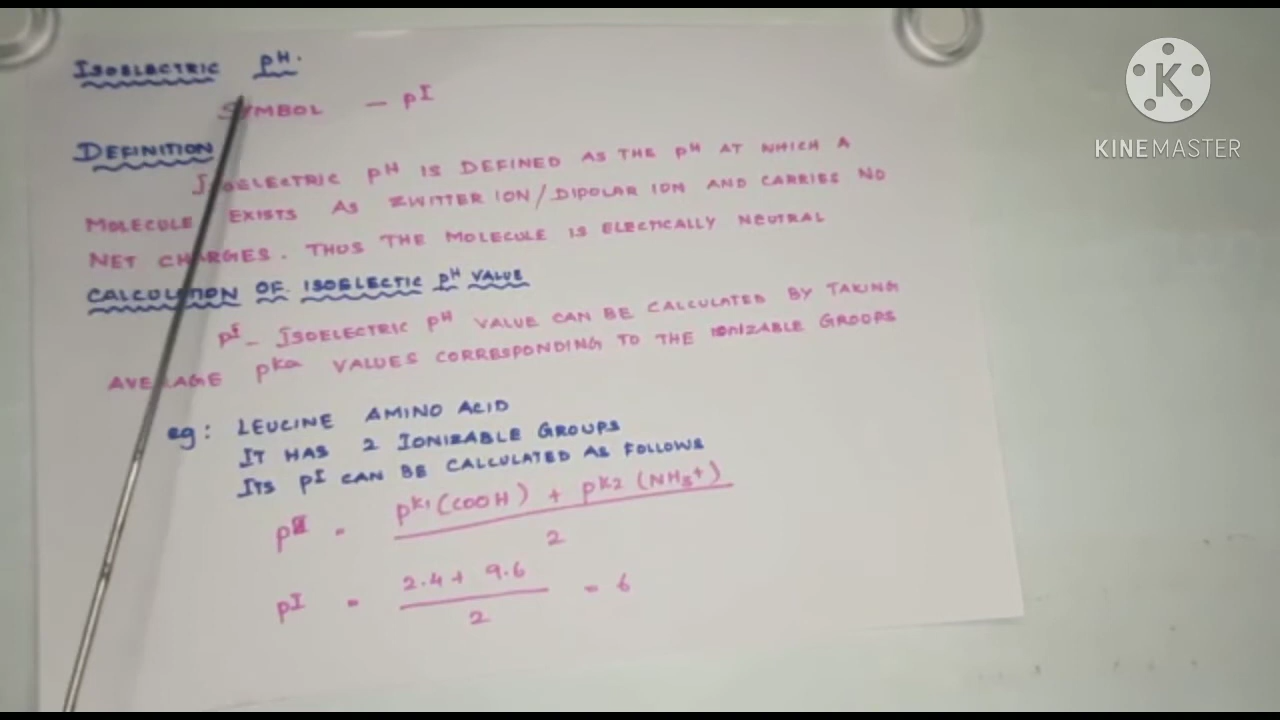 ISOELECTRIC pH.
SYMBOL - pI
DEFINITION
ISOELECTRIC pH IS DEFINED AS THE pH AT WHICH A
MOLECULE EXISTS AS ZWITTER ION/DIPOLAR ION AND CARRIES NO
NET CHARGES. THUS THE MOLECULE IS ELECTICALLY NEUTRAL
CALCULATION OF ISOELECTIC pH VALUE
pI - ISOELECTRIC pH VALUE CAN BE CALCULATED BY TAKING
AVERAGE pKa VALUES CORRESPONDING TO THE IONIZABLE GROUPS
eg: LEUCINE AMINO ACID
IT HAS 2 IONIZABLE GROUPS
ITS pI CAN BE CALCULATED AS FOLLOWS
pI = pK1 (COOH) + pK2 (NH3+)
2
pI = 2.4 + 9.6 = 6
2
K
KINEMASTER